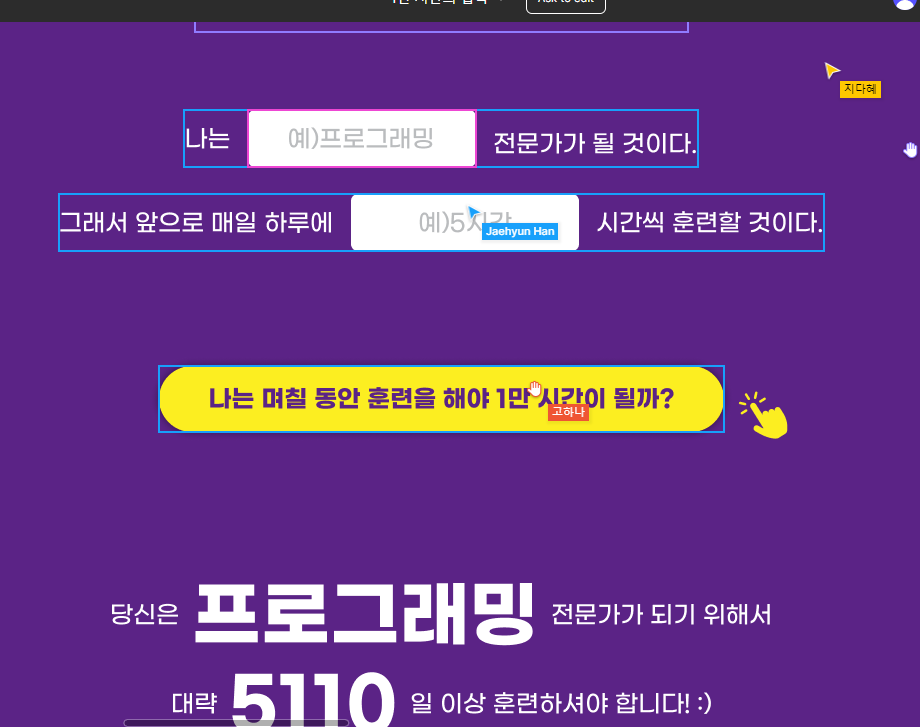 Ask to edit
지다혜
나는 예)프로그래밍 전문가가 될 것이다.
그래서 앞으로 매일 하루에 예)5시간 시간씩 훈련할 것이다.
Jaehyun Han
나는 며칠 동안 훈련을 해야 1만 시간이 될까?
고하나
당신은 프로그래밍 전문가가 되기 위해서
대략 5110 일 이상 훈련하셔야 합니다! :)